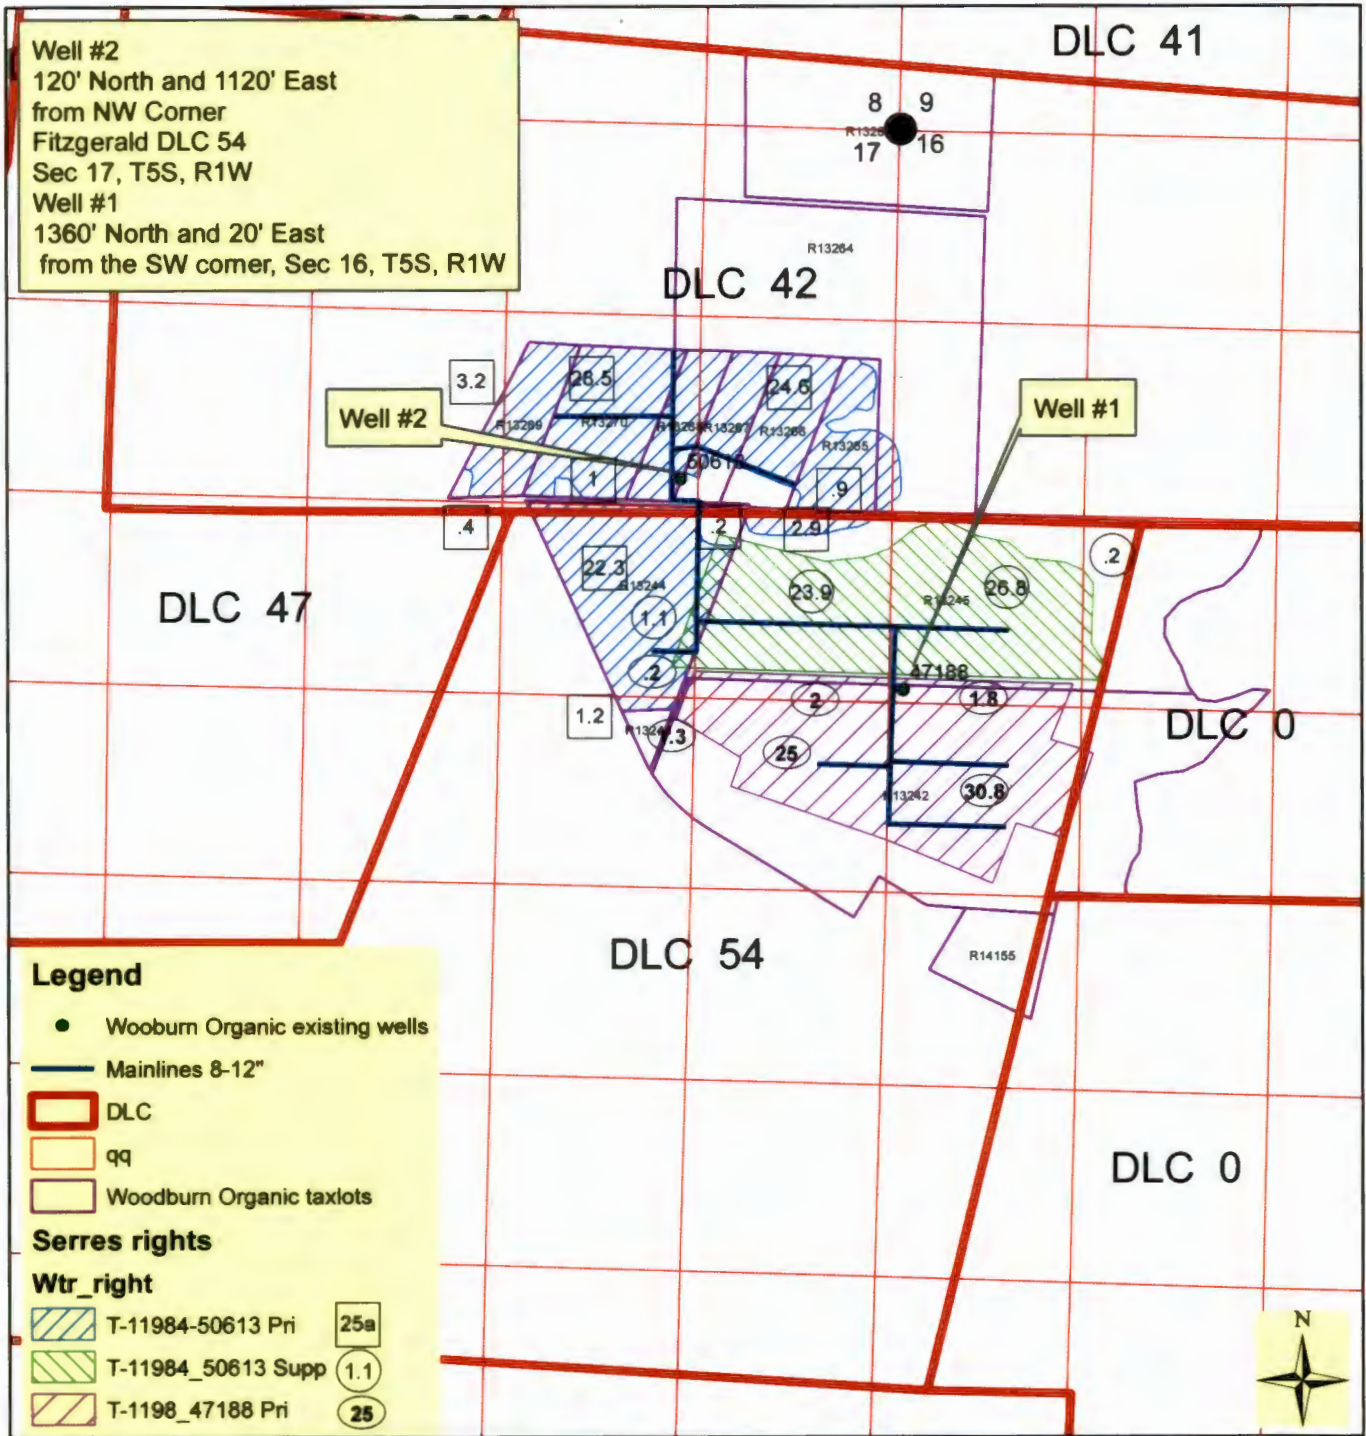 Well #2
120' North and 1120' East
from NW Corner
Fitzgerald DLC 54
Sec 17, T5S, R1W
Well #1
1360' North and 20' East
from the SW corner, Sec 16, T5S, R1W
DLC 41
8 9
17 16
R13264
DLC 42
3.2
28.5
24.6
Well #2
Well #1
R13269
R13270
R13267
R13266
R13265
50613
1
.9
.4
.2
2.9
.2
22.3
R13244
23.9
R13245
26.8
DLC 47
1.1
.2
47188
2
1.8
1.2
.3
25
DLC 0
R13242
30.8
DLC 54
R14155
Legend
Wooburn Organic existing wells
Mainlines 8-12"
DLC
qq
Woodburn Organic taxlots
DLC 0
Serres rights
Wtr_right
T-11984-50613 Pri 25a
T-11984_50613 Supp 1.1
T-1198_47188 Pri 25
N